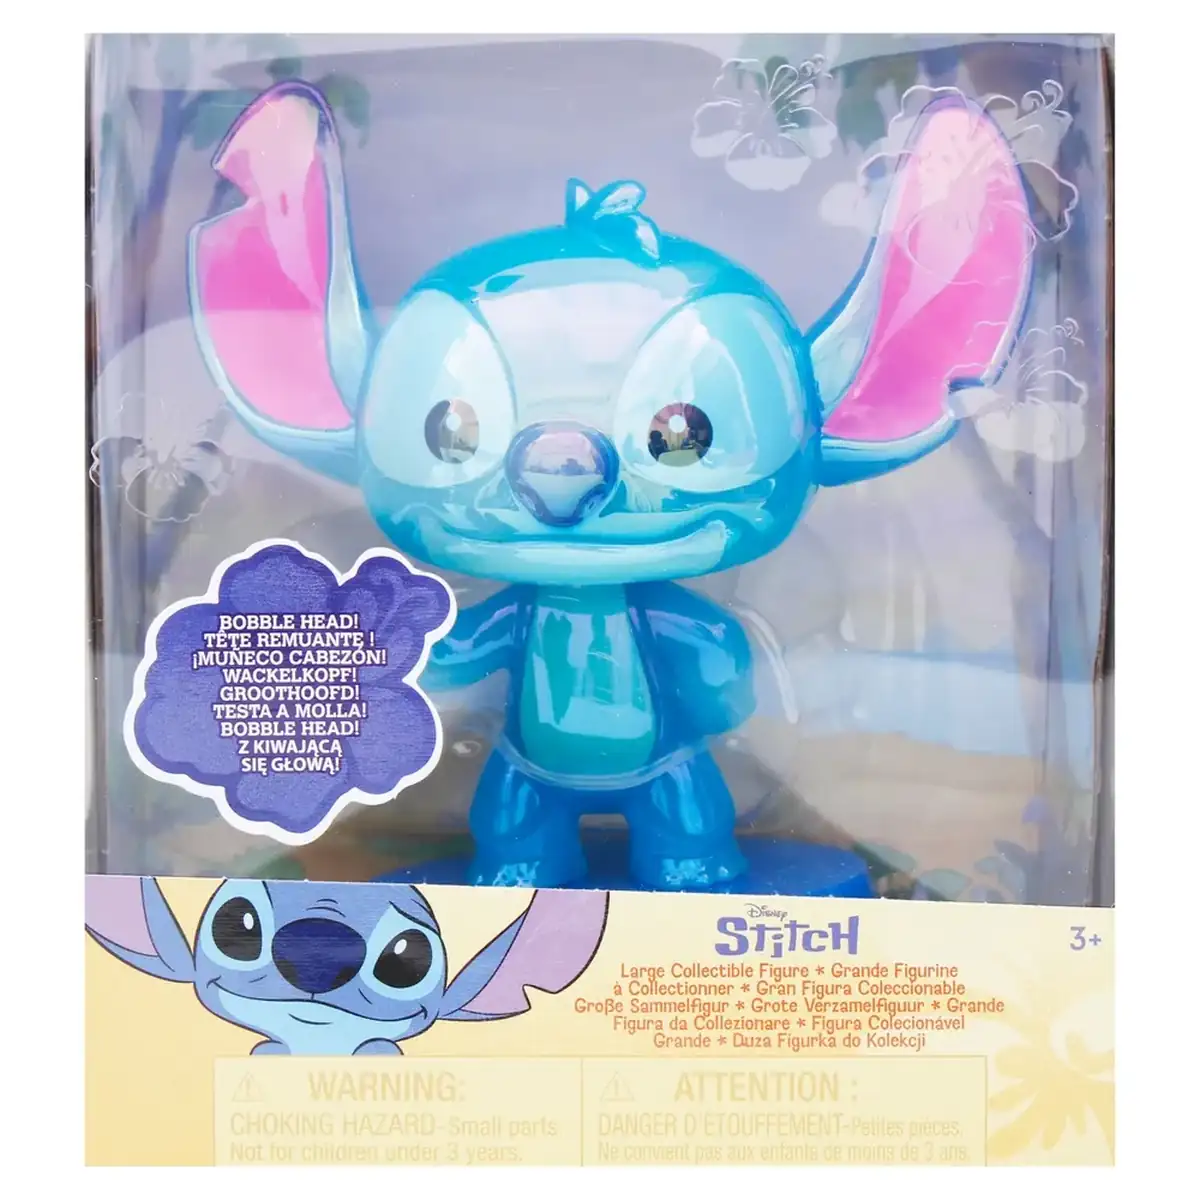 BOBBLE HEAD!
TÊTE REMUANTE !
¡MUÑECO CABEZÓN!
WACKELKOPF!
GROOTHOOFD!
TESTA A MOLLA!
BOBBLE HEAD!
Z KIWAJĄCĄ
SIĘ GŁOWĄ!
Disney
STITCH
3+
Large Collectible Figure * Grande Figurine
à Collectionner * Gran Figura Coleccionable
Große Sammelfigur * Grote Verzamelfiguur * Grande
Figura da Collezionare * Figura Colecionável
Grande * Duza Figurka do Kolekcji
WARNING:
CHOKING HAZARD-Small parts
Not for children under 3 years.
ATTENTION :
DANGER D'ÉTOUFFEMENT-Petites pièces.
Ne convient pas aux enfants de moins de 3 ans.